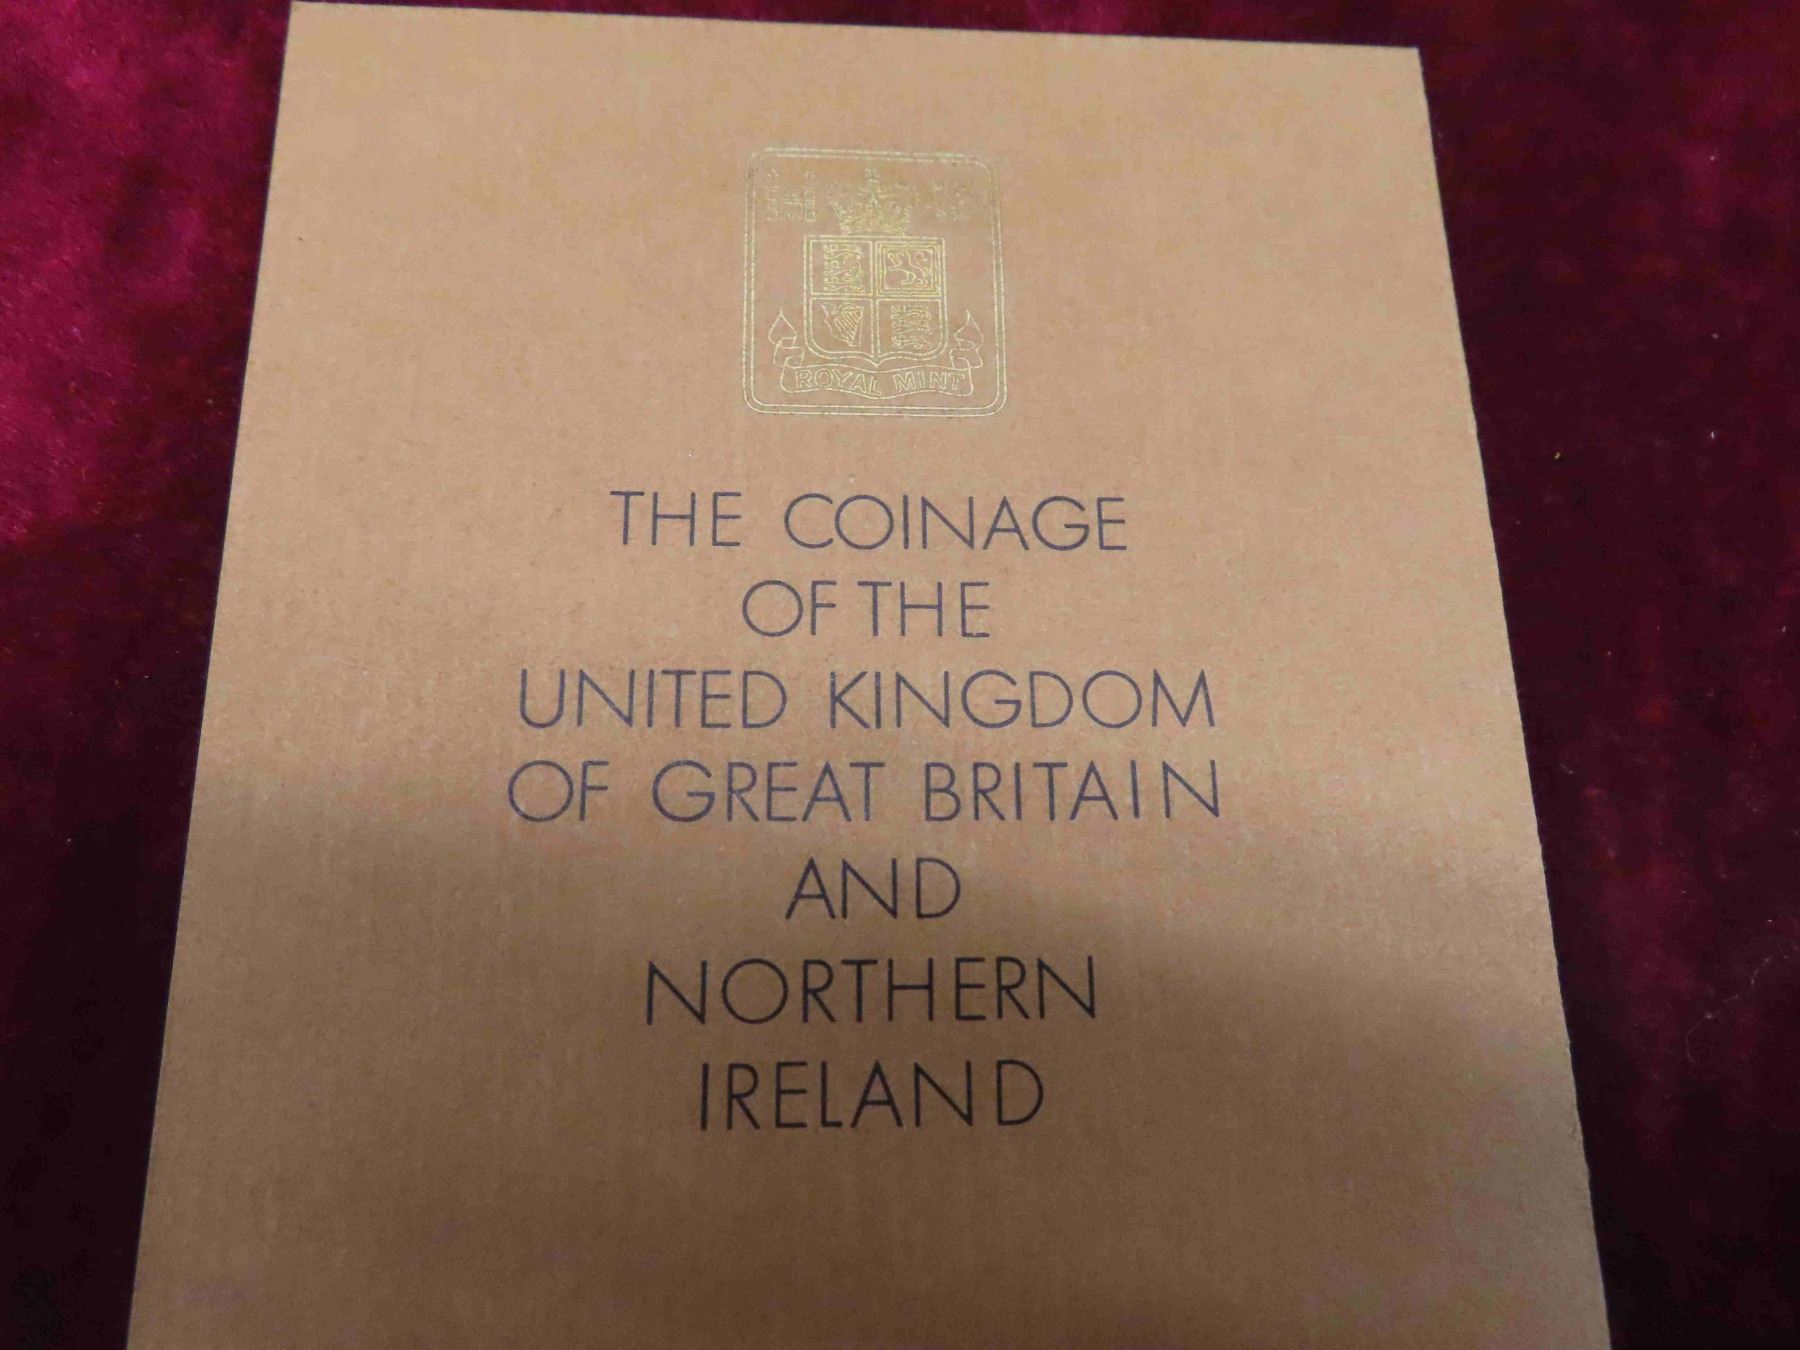 ROYAL MINT
THE COINAGE
OF THE
UNITED KINGDOM
OF GREAT BRITAIN
AND
NORTHERN
IRELAND